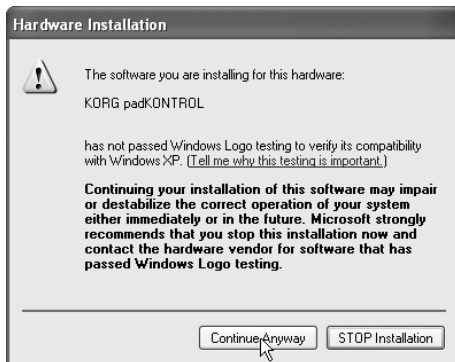 Hardware Installation
The software you are installing for this hardware:
KORG padKONTROL
has not passed Windows Logo testing to verify its compatibility
with Windows XP. (Tell me why this testing is important.)
Continuing your installation of this software may impair
or destabilize the correct operation of your system
either immediately or in the future. Microsoft strongly
recommends that you stop this installation now and
contact the hardware vendor for software that has
passed Windows Logo testing.
Continue Anyway STOP Installation